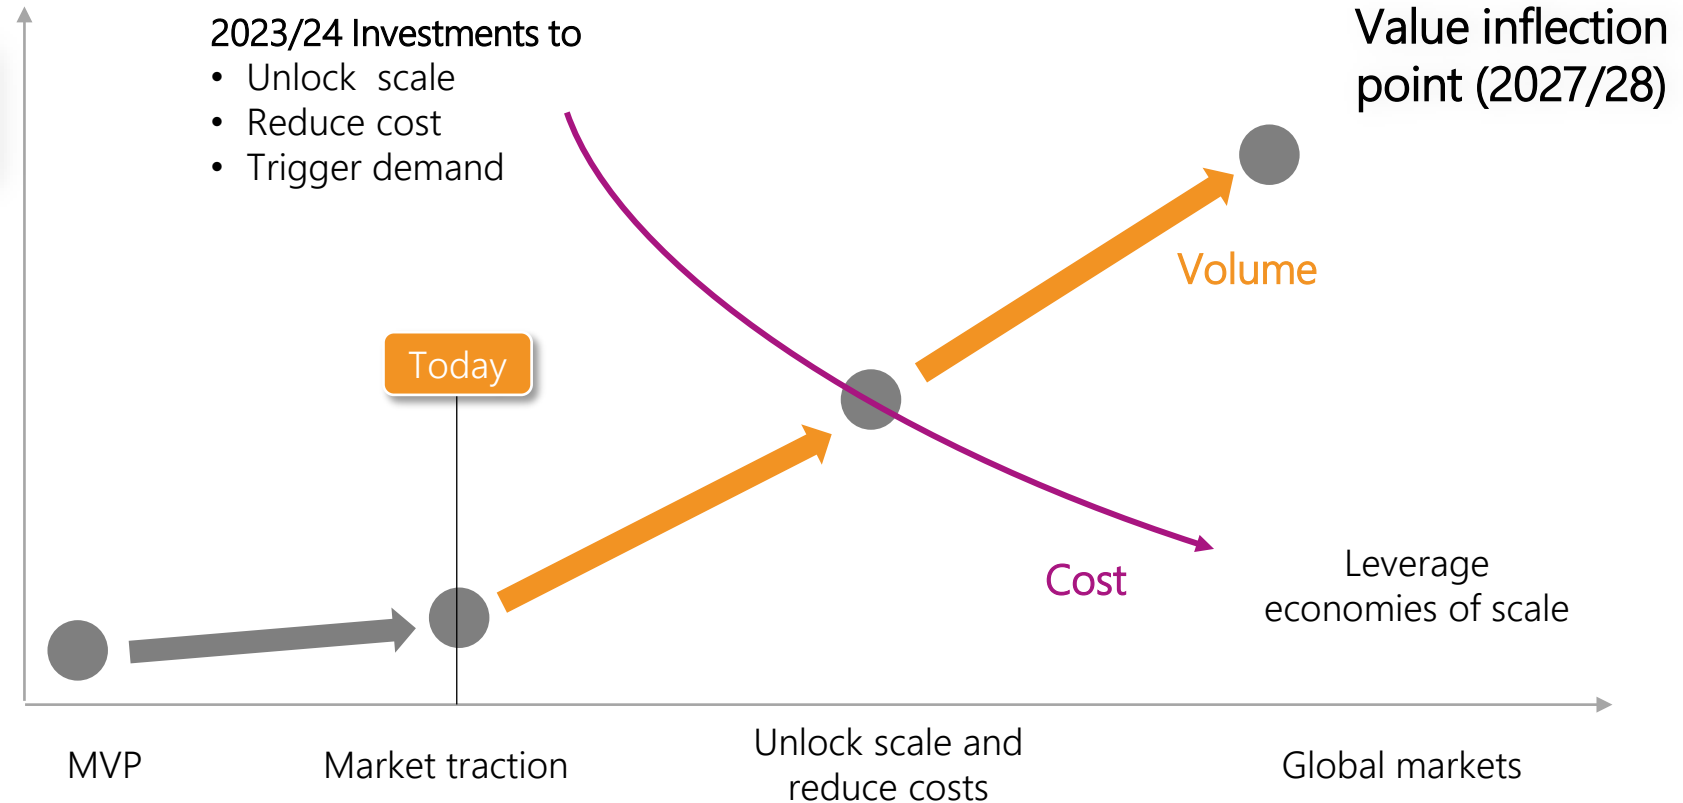 2023/24 Investments to
• Unlock scale
• Reduce cost
• Trigger demand
Value inflection
point (2027/28)
Volume
Today
Cost
Leverage
economies of scale
MVP
Market traction
Unlock scale and
reduce costs
Global markets